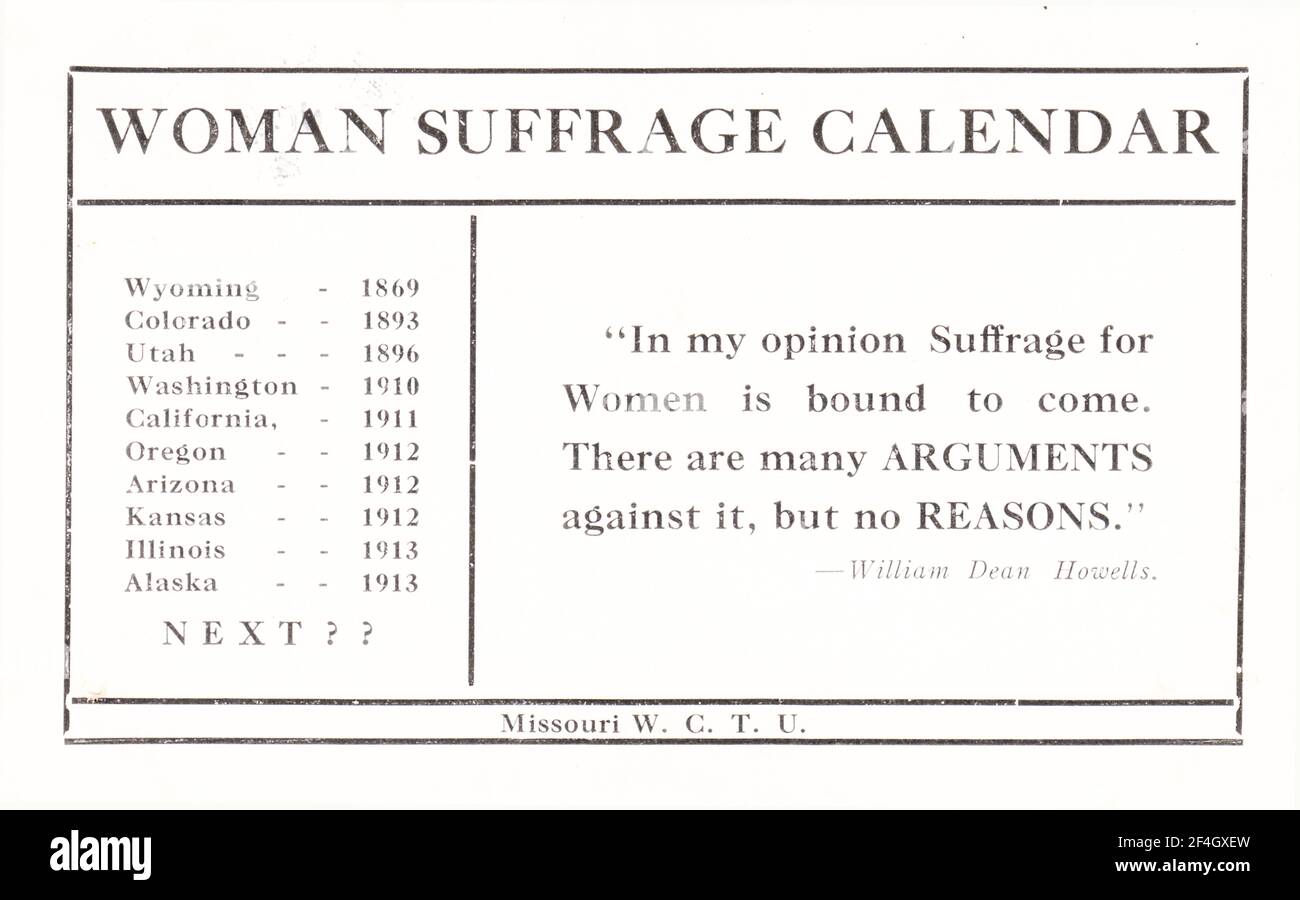 WOMAN SUFFRAGE CALENDAR
Wyoming - 1869
Colorado - - 1893
Utah - - - 1896
Washington - 1910
California, - 1911
Oregon - - 1912
Arizona - - 1912
Kansas - - 1912
Illinois - - 1913
Alaska - - 1913
NEXT ? ?
“In my opinion Suffrage for
Women is bound to come.
There are many ARGUMENTS
against it, but no REASONS.”
—William Dean Howells.
Missouri W. C. T. U.
alamy
Image ID: 2F4GXEW
www.alamy.com